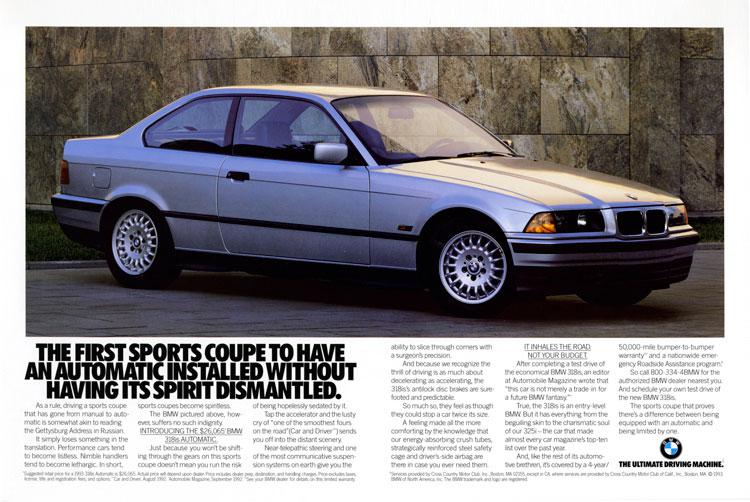 THE FIRST SPORTS COUPE TO HAVE
AN AUTOMATIC INSTALLED WITHOUT
HAVING ITS SPIRIT DISMANTLED.
As a rule, driving a sports coupe
that has gone from manual to auto-
matic is somewhat akin to reading
the Gettysburg Address in Russian.
It simply loses something in the
translation. Performance cars tend
to become listless. Nimble handlers
tend to become lethargic. In short,
sports coupes become spiritless.
The BMW pictured above, how-
ever, suffers no such indignity.
INTRODUCING THE $26,065* BMW
318is AUTOMATIC.
Just because you won't be shift-
ing through the gears on this sports
coupe doesn't mean you run the risk
of being hopelessly sedated by it.
Tap the accelerator and the lusty
cry of "one of the smoothest fours
on the road"(Car and Driver†) sends
you off into the distant scenery.
Near-telepathic steering and one
of the most communicative suspen-
sion systems on earth give you the
ability to slice through corners with
a surgeon's precision.
And because we recognize the
thrill of driving is as much about
decelerating as accelerating, the
318is's antilock disc brakes are sure-
footed and predictable.
So much so, they feel as though
they could stop a car twice its size.
A feeling made all the more
comforting by the knowledge that
our energy-absorbing crush tubes,
strategically reinforced steel safety
cage and driver's-side airbag are
there in case you ever need them.
IT INHALES THE ROAD.
NOT YOUR BUDGET.
After completing a test drive of
the economical BMW 318is, an editor
at Automobile Magazine wrote that
"this car is not merely a trade-in for
a future BMW fantasy."
True, the 318is is an entry-level
BMW. But it has everything from the
beguiling skin to the charismatic soul
of our 325i – the car that made
almost every car magazine's top-ten
list over the past year.
And, like the rest of its automo-
tive brethren, it's covered by a 4-year/
50,000-mile bumper-to-bumper
warranty** and a nationwide emer-
gency Roadside Assistance program.
So call 800-334-4BMW for the
authorized BMW dealer nearest you.
And schedule your own test drive of
the new BMW 318is.
The sports coupe that proves
there's a difference between being
equipped with an automatic and
being limited by one.
BMW
THE ULTIMATE DRIVING MACHINE.